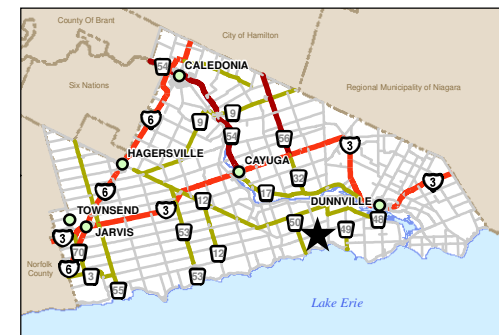 County Of Brant
City of Hamilton
54
CALEDONIA
Six Nations
Regional Municipality of Niagara
6
9
9
54
56
3
HAGERSVILLE
CAYUGA
32
3
6
17
12
DUNNVILLE
TOWNSEND
3
50
48
JARVIS
53
49
3
70
12
Norfolk
County
6
3
55
53
Lake Erie